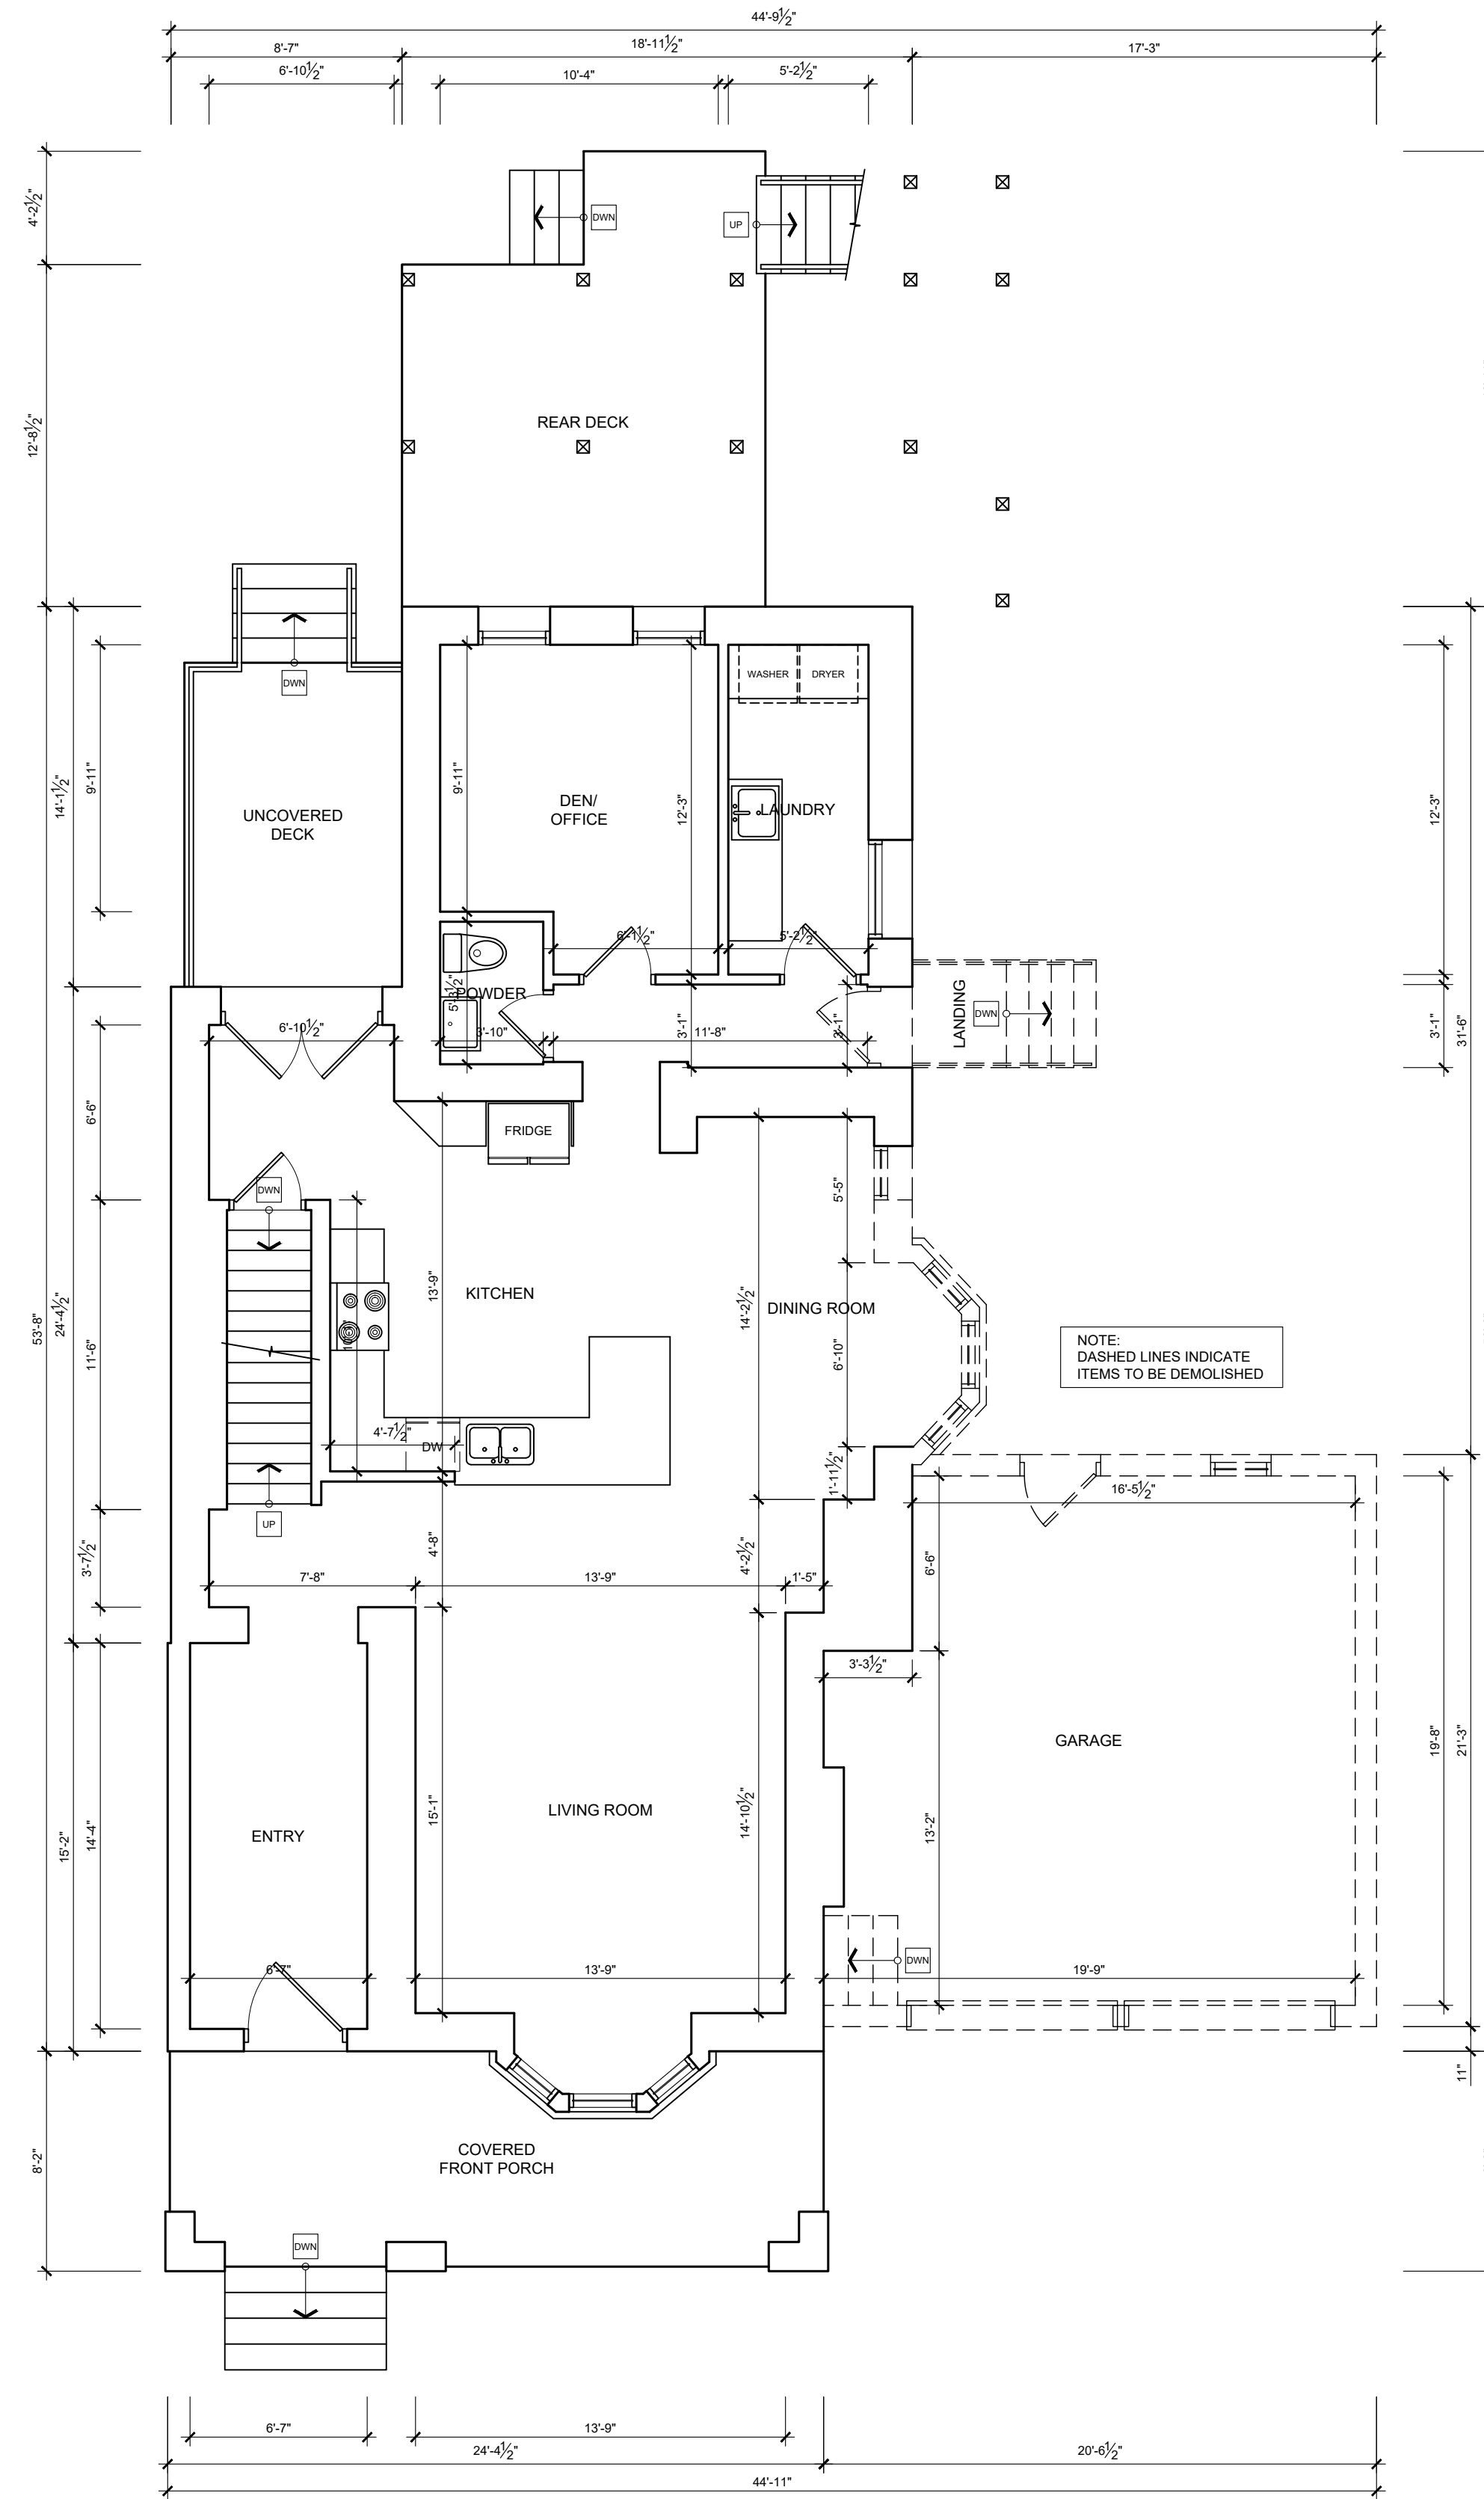 44'-9½"
8'-7"
18'-11½"
17'-3"
6'-10½"
10'-4"
5'-2½"
4'-2½"
DWN
UP
12'-8½"
REAR DECK
DWN
WASHER
DRYER
14'-1½"
9'-11"
9'-11"
12'-3"
12'-3"
UNCOVERED
DECK
DEN/
OFFICE
LAUNDRY
6'-1½"
5'-2½"
POWDER
5'-3½"
LANDING
DWN
6'-10½"
3'-10"
3'-1"
11'-8"
3'-1"
3'-1"
31'-6"
6'-6"
FRIDGE
DWN
5'-5"
53'-8"
24'-4½"
11'-6"
13'-9"
KITCHEN
14'-2½"
DINING ROOM
6'-10"
NOTE:
DASHED LINES INDICATE
ITEMS TO BE DEMOLISHED
4'-7½"
DW
1'-11½"
16'-5½"
UP
3'-7½"
4'-8"
4'-2½"
6'-6"
7'-8"
13'-9"
1'-5"
3'-3½"
GARAGE
19'-8"
21'-3"
15'-2"
14'-4"
ENTRY
15'-1"
LIVING ROOM
14'-10½"
13'-2"
DWN
6'-7"
13'-9"
19'-9"
11"
8'-2"
COVERED
FRONT PORCH
DWN
6'-7"
13'-9"
24'-4½"
20'-6½"
44'-11"